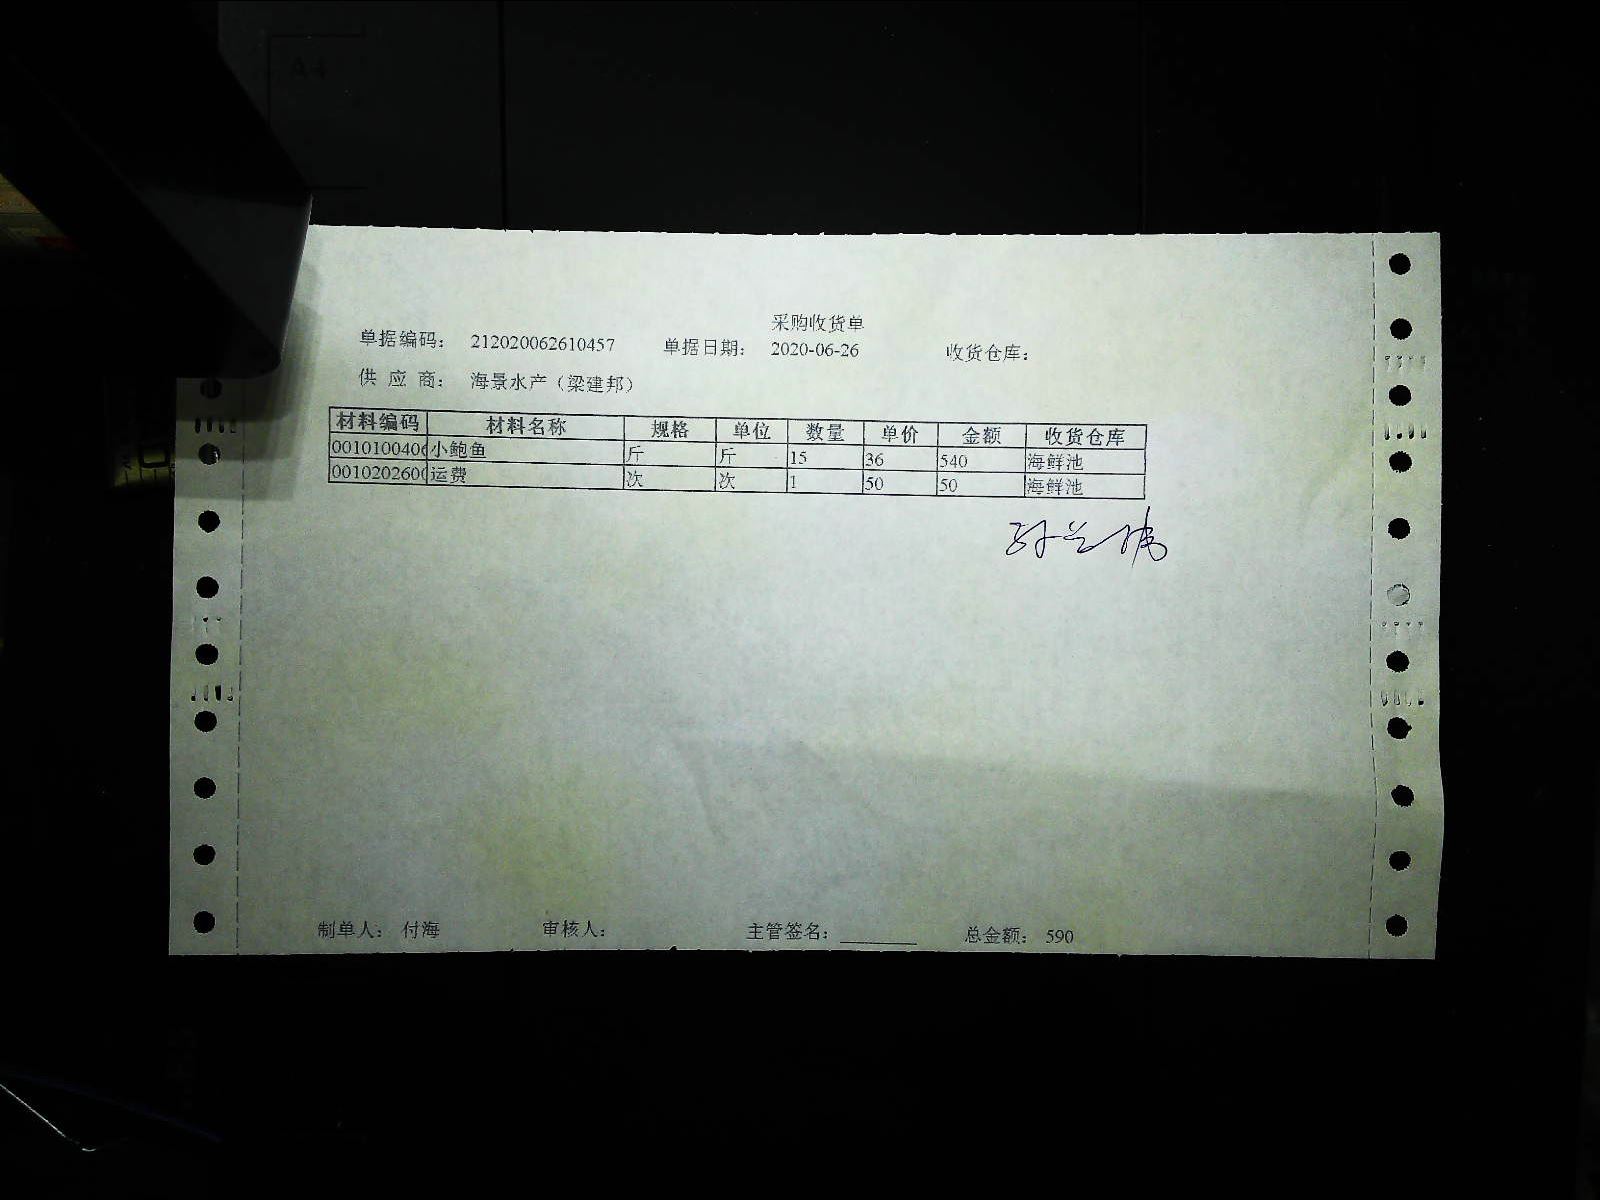 A4
采购收货单
单据编码： 212020062610457 单据日期： 2020-06-26 收货仓库：
供 应 商： 海景水产（梁建邦）
材料编码 材料名称 规格 单位 数量 单价 金额 收货仓库
0010100406 小鲍鱼 斤 斤 15 36 540 海鲜池
0010202600 运费 次 次 1 50 50 海鲜池
制单人： 付海 审核人： 主管签名： 总金额： 590